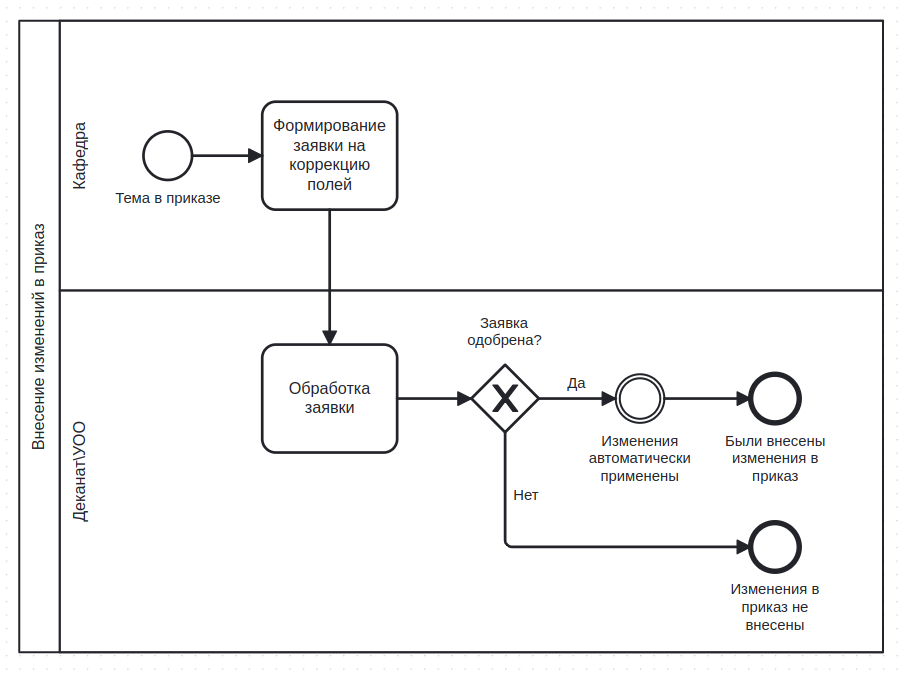 Внесение изменений в приказ
Кафедра
Тема в приказе
Формирование
заявки на
коррекцию
полей
Деканат\УОО
Обработка
заявки
Заявка
одобрена?
Да
Изменения
автоматически
применены
Были внесены
изменения в
приказ
Нет
Изменения в
приказ не
внесены